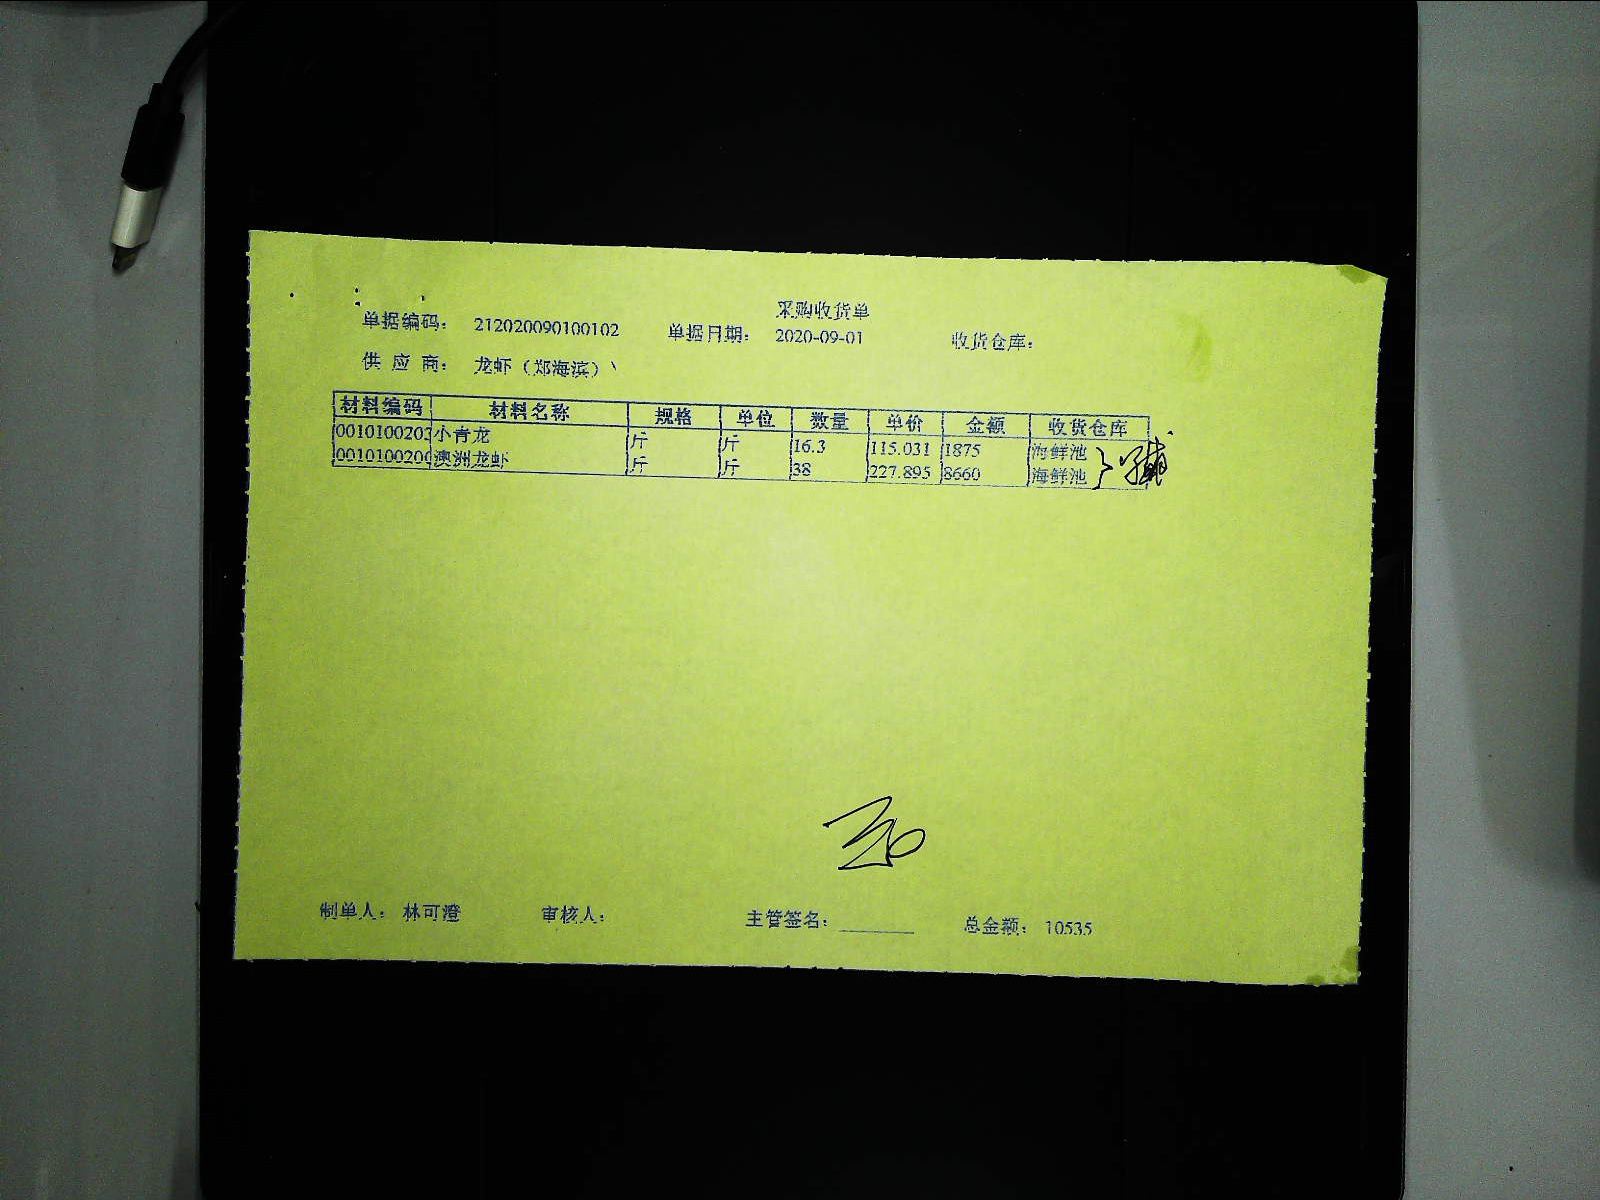 采购收货单
单据编码： 212020090100102 单据日期： 2020-09-01 收货仓库：
供 应 商： 龙虾（郑海滨）
材料编码 材料名称 规格 单位 数量 单价 金额 收货仓库
0010100203 小青龙 斤 斤 16.3 115.031 1875 海鲜池
001010020 澳洲龙虾 斤 斤 38 227.895 8660 海鲜池
制单人： 林可澄 审核人： 主管签名： 总金额： 10535